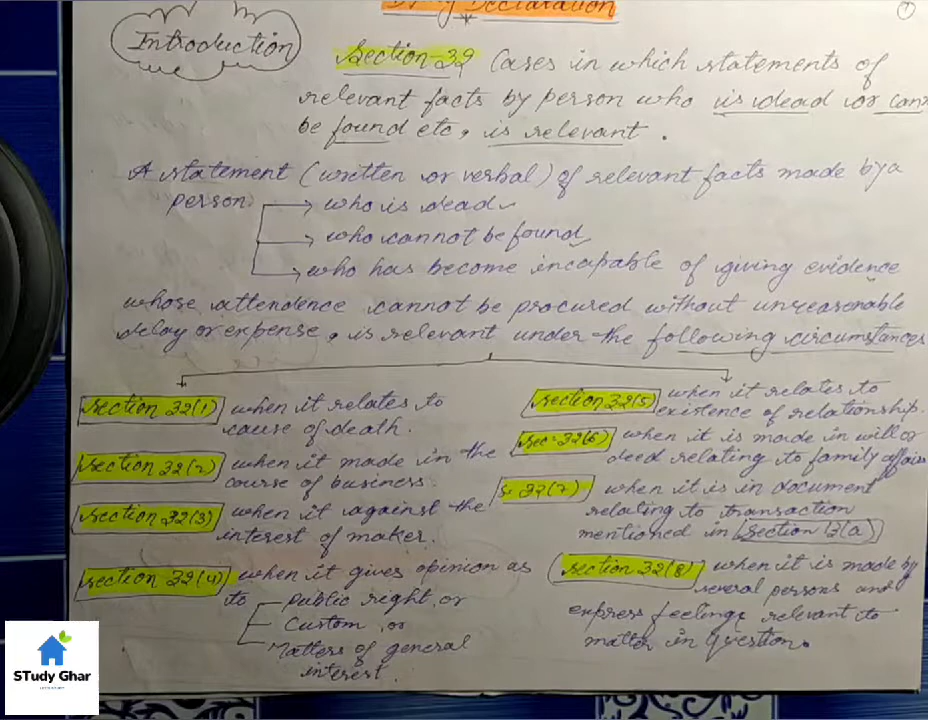 Dying Declaration
①
Introduction
Section-32 Cases in which statements of
relevant facts by person who is dead or can
be found etc, is relevant.
A statement (written or verbal) of relevant facts made by a
person
who is dead
who cannot be found
who has become incapable of giving evidence
whose attendence cannot be procured without unreasenable
delay or expense, is relevant under the following circumstances
Section 32(1) when it relates to
cause of death.
Section 32(2) when it made in the
course of business.
Section 32(3) when it against the
interest of maker.
Section 32(4) when it gives opinion as
to
Public right, or
Custom, or
Matters of general
interest.
Section 32(5) when it relates to
existence of relationship.
Sec-32(6) when it is made in will or
deed relating to family affairs
S. 32(7) when it is in document
relating to transaction
mentioned in Section 13(a)
Section 32(8) when it is made by
several persons and
express feelings relevant to
matter in Question.
STudy Ghar